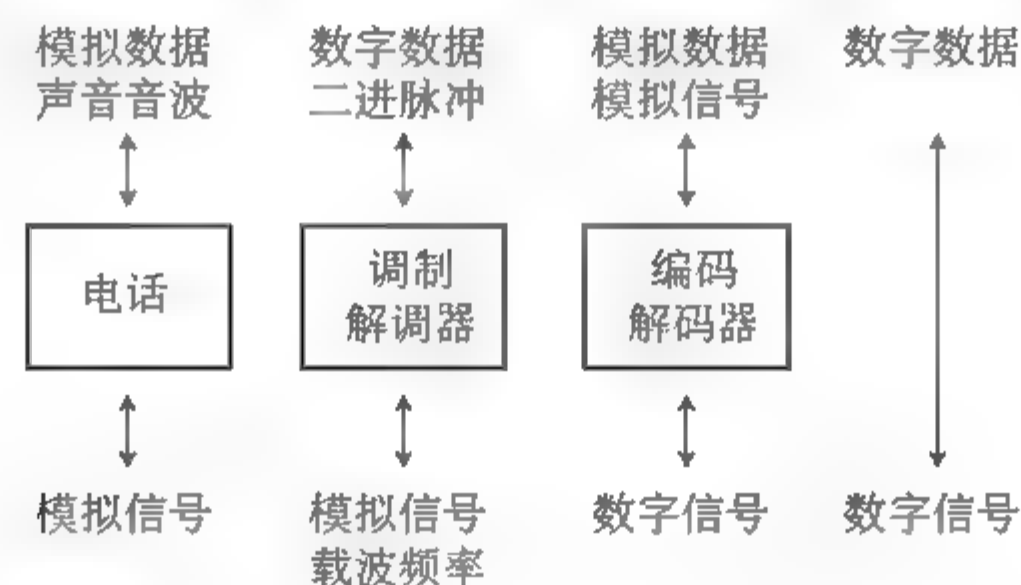 模拟数据
声音音波
数字数据
二进脉冲
模拟数据
模拟信号
数字数据
电话
调制
解调器
编码
解码器
模拟信号
模拟信号
载波频率
数字信号
数字信号